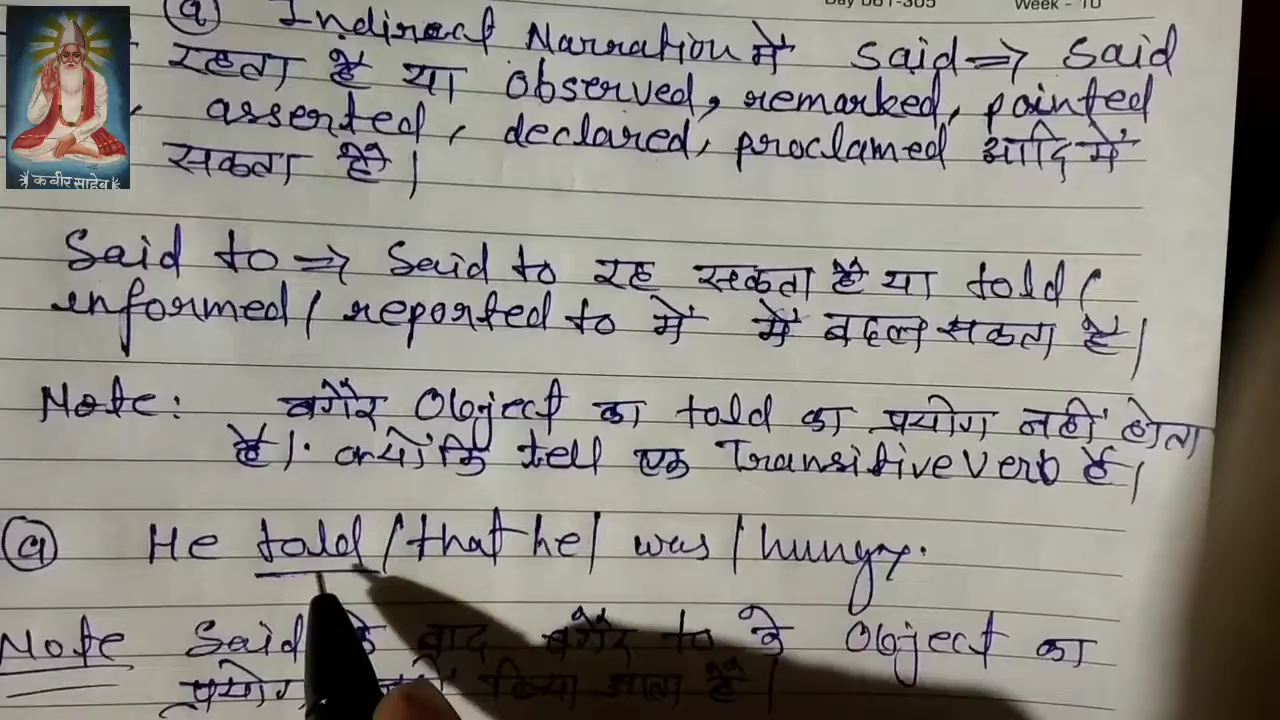 Day 061-305 Week - 10
(a) Indirect Narration में said ⇒ said
रहता है या observed, remarked, pointed
, asserted, declared, proclamed आदि में
सकता है।
Said to ⇒ Said to रह सकता है या told /
informed / reported to में में बदल सकता है।
Note: बगैर Object का told का प्रयोग नहीं होता
है। क्योंकि tell एक Transitive Verb है।
(a) He told / that he / was / hungy.
Note Said के बाद बगैर to के Object का
प्रयोग किया जाता है।
कबीर साहेब